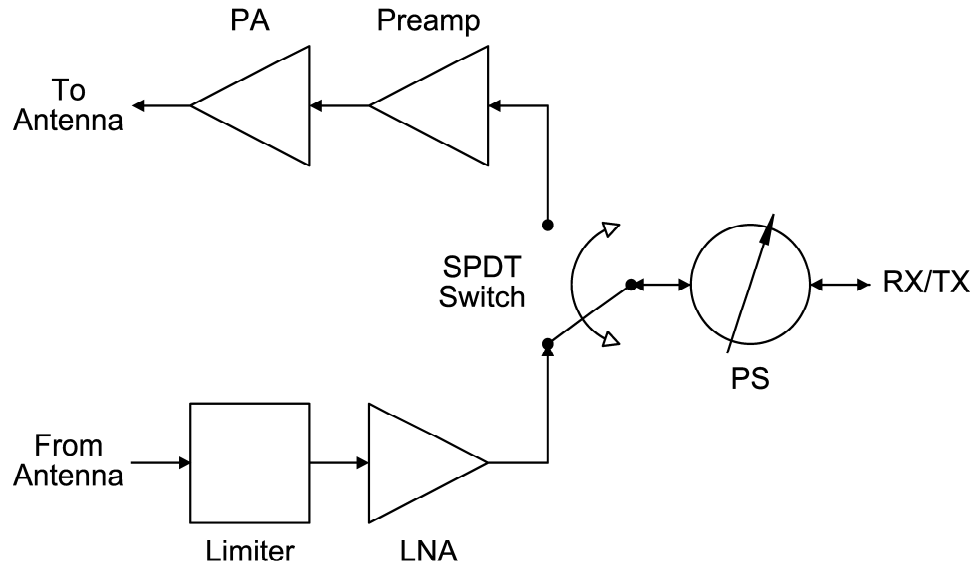 PA
Preamp
To
Antenna
SPDT
Switch
RX/TX
PS
From
Antenna
Limiter
LNA